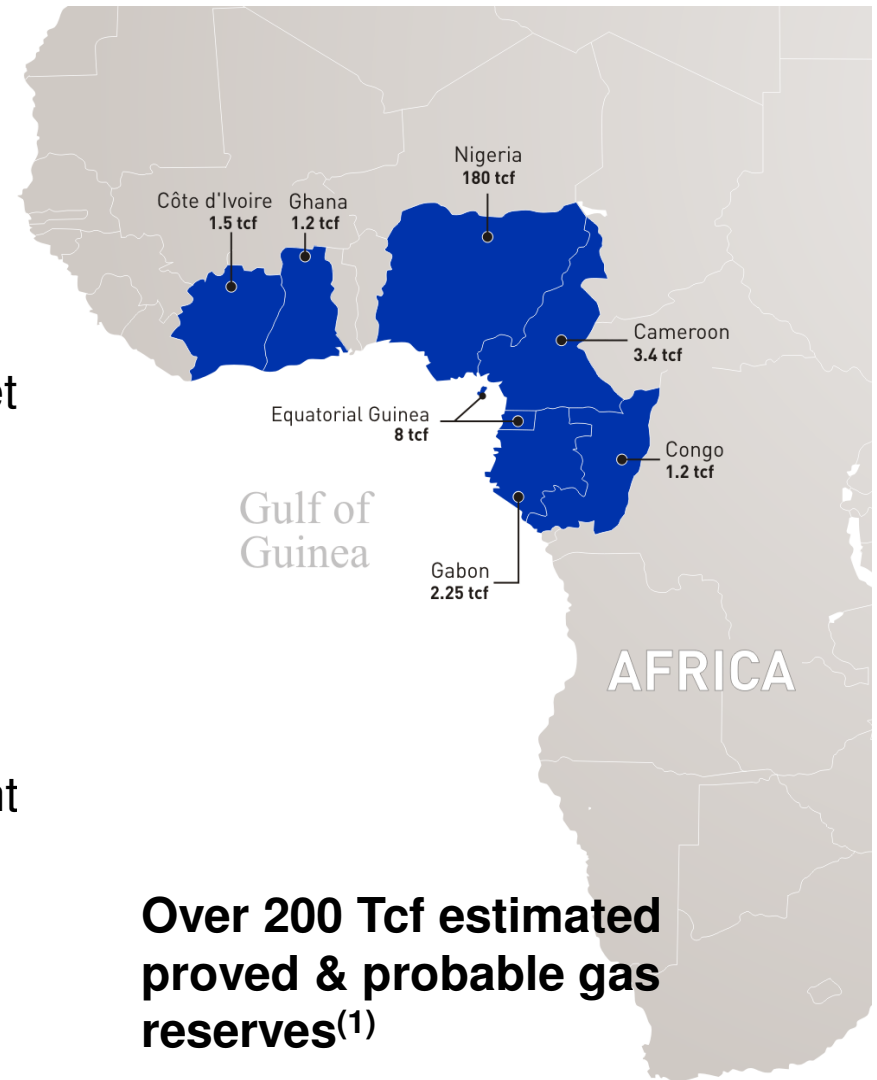 Nigeria
180 tcf
Côte d'Ivoire
1.5 tcf
Ghana
1.2 tcf
Cameroon
3.4 tcf
Equatorial Guinea
8 tcf
Congo
1.2 tcf
Gulf of
Guinea
Gabon
2.25 tcf
AFRICA
Over 200 Tcf estimated
proved & probable gas
reserves(1)